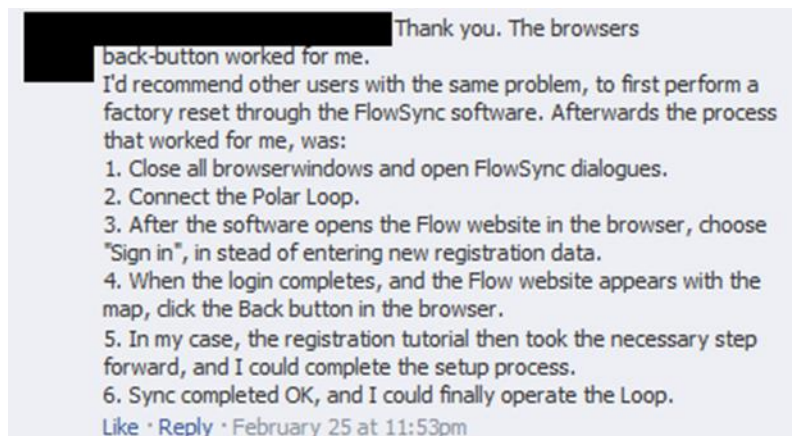 Thank you. The browsers
back-button worked for me.
I'd recommend other users with the same problem, to first perform a
factory reset through the FlowSync software. Afterwards the process
that worked for me, was:
1. Close all browserwindows and open FlowSync dialogues.
2. Connect the Polar Loop.
3. After the software opens the Flow website in the browser, choose
"Sign in", in stead of entering new registration data.
4. When the login completes, and the Flow website appears with the
map, click the Back button in the browser.
5. In my case, the registration tutorial then took the necessary step
forward, and I could complete the setup process.
6. Sync completed OK, and I could finally operate the Loop.
Like · Reply · February 25 at 11:53pm